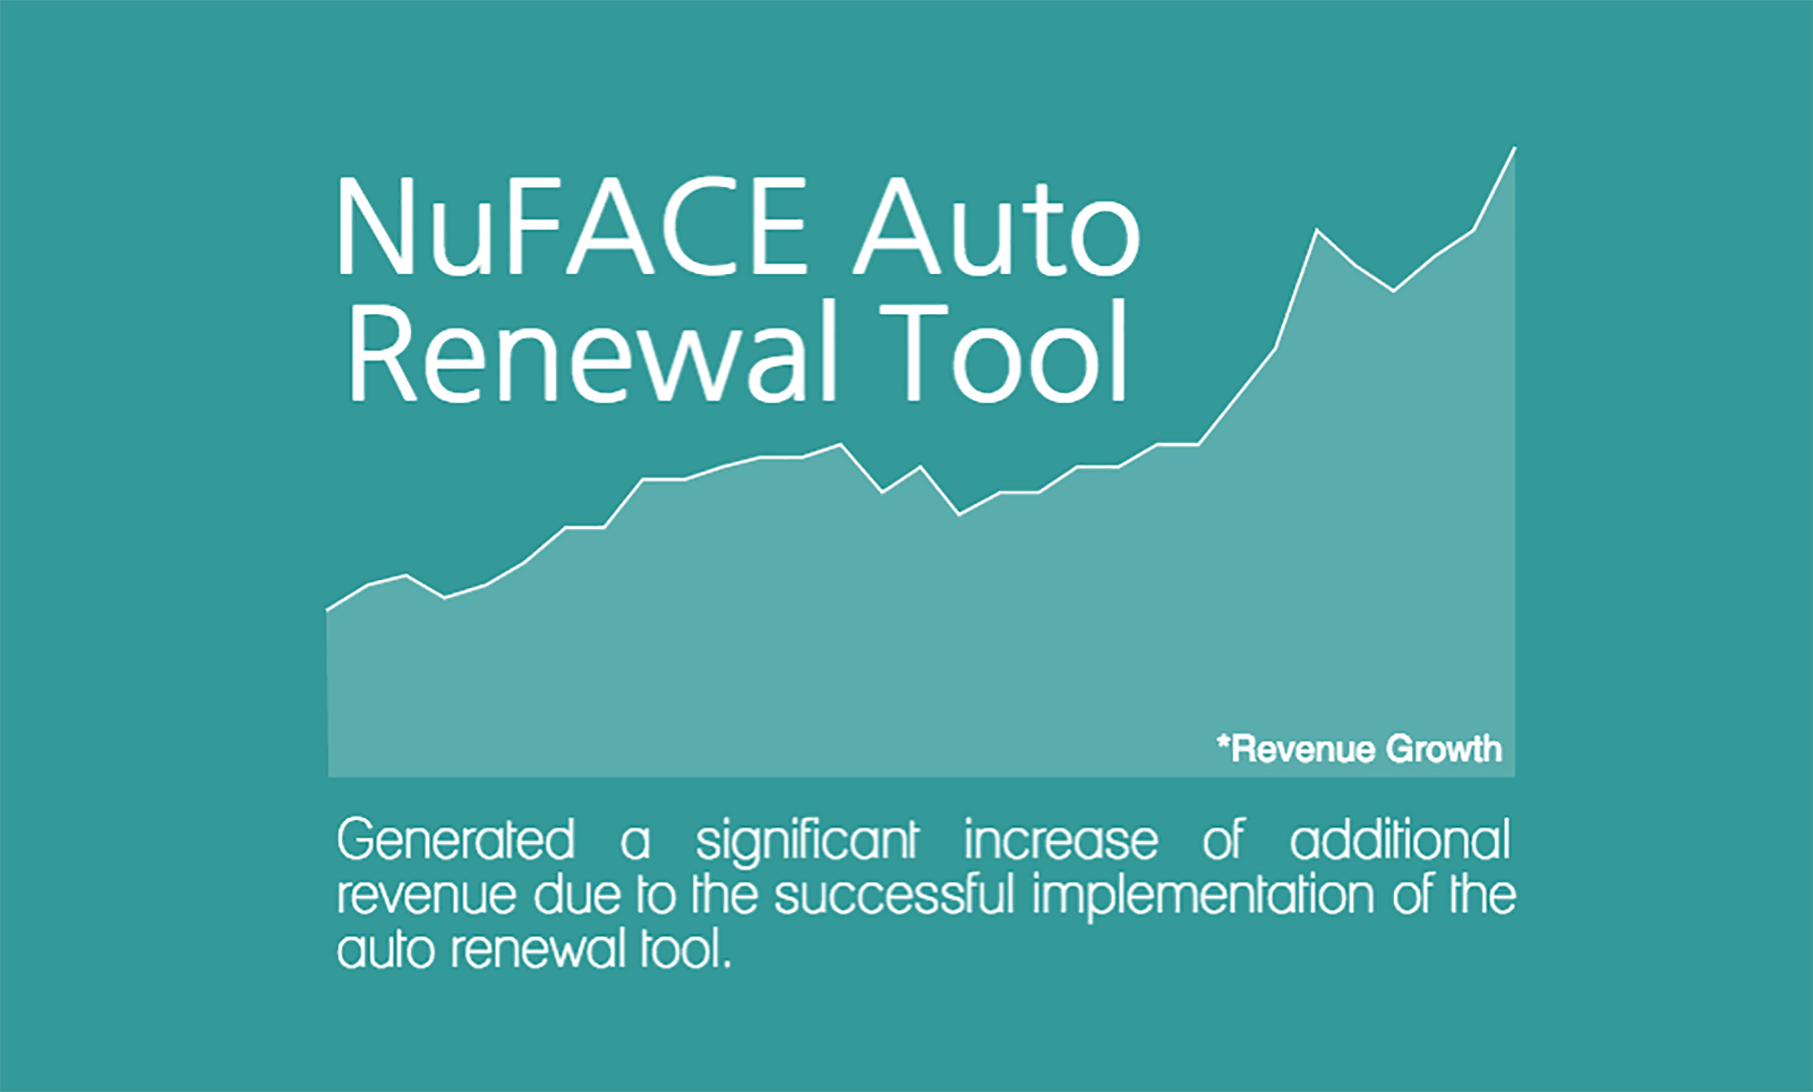 NuFACE Auto
Renewal Tool
*Revenue Growth
Generated a significant increase of additional
revenue due to the successful implementation of the
auto renewal tool.